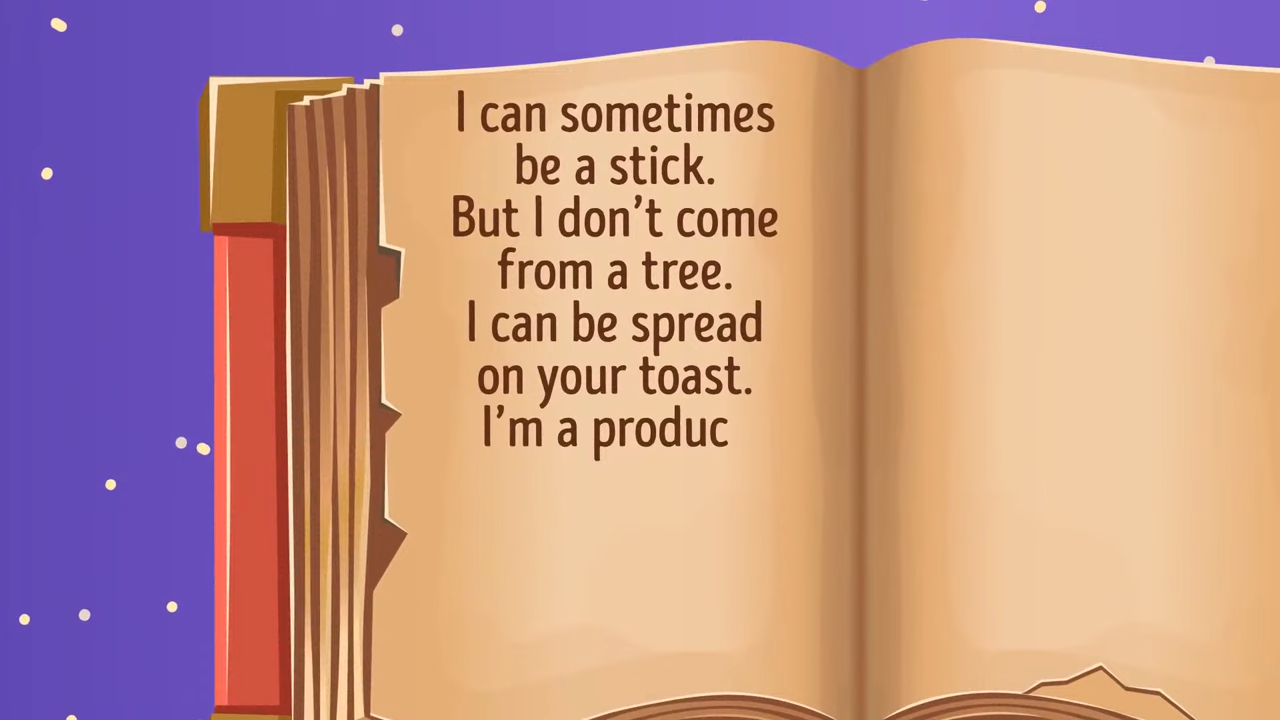 I can sometimes
be a stick.
But I don’t come
from a tree.
I can be spread
on your toast.
I’m a produc